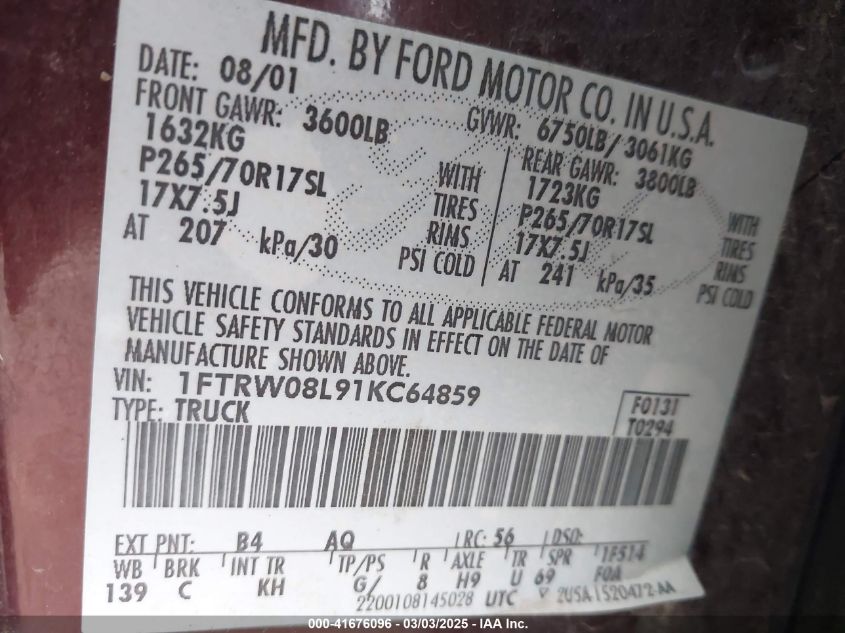 MFD. BY FORD MOTOR CO. IN U.S.A.
DATE: 08/01 GVWR: 6750LB/3061KG
FRONT GAWR: 3600LB REAR GAWR: 3800LB
1632KG 1723KG
P265/70R17SL WITH TIRES P265/70R17SL WITH TIRES
17X7.5J RIMS 17X7.5J RIMS
AT 207 kPa/30 PSI COLD AT 241 kPa/35 PSI COLD
THIS VEHICLE CONFORMS TO ALL APPLICABLE FEDERAL MOTOR
VEHICLE SAFETY STANDARDS IN EFFECT ON THE DATE OF
MANUFACTURE SHOWN ABOVE.
VIN: 1FTRW08L91KC64859
TYPE: TRUCK
F0131
T0294
EXT PNT: B4 AQ LRC: 56 DSO:
WB BRK INT TR TP/PS R AXLE TR SPR 1F514
139 C KH G/ 8 H9 U 69 FOA
2200108145028 UTC 2U5A-1520472-AA
000-41676096 - 03/03/2025 - IAA Inc.